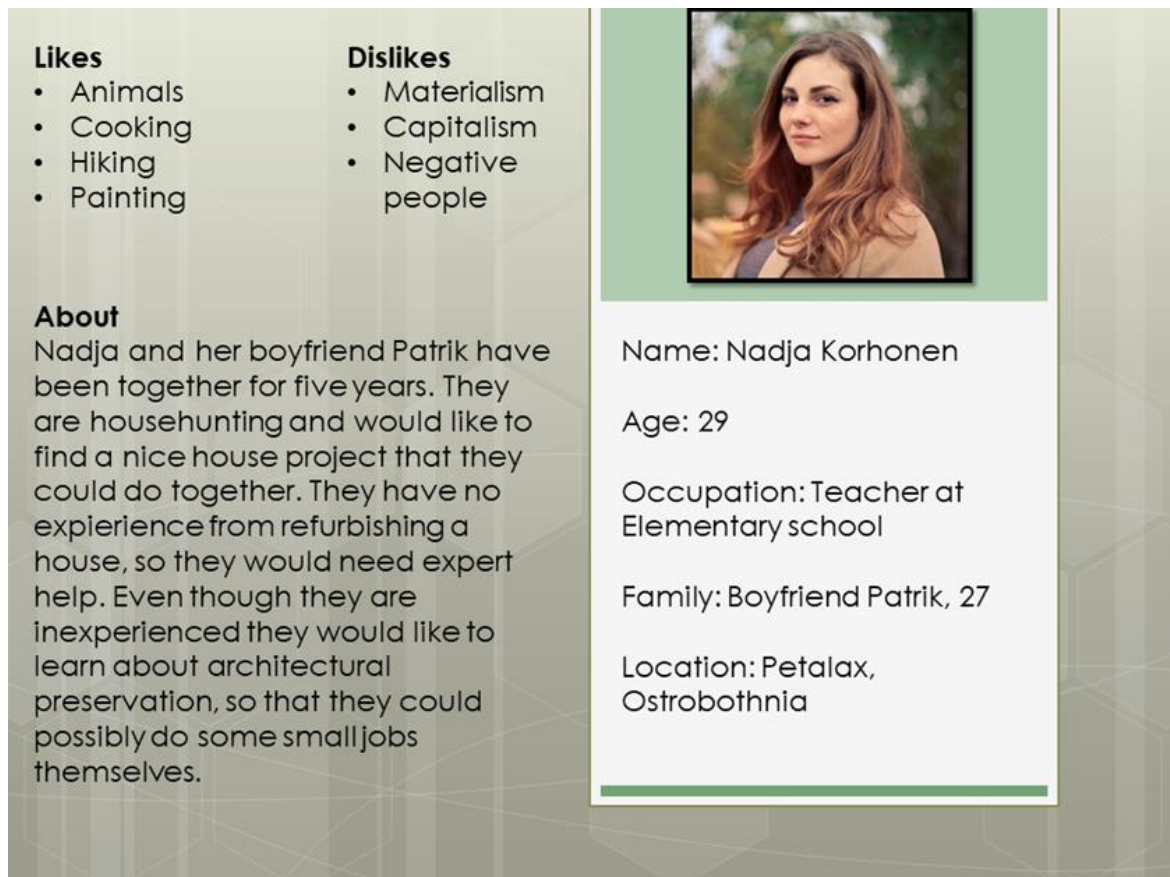 Likes
• Animals
• Cooking
• Hiking
• Painting
Dislikes
• Materialism
• Capitalism
• Negative
people
About
Nadja and her boyfriend Patrik have
been together for five years. They
are househunting and would like to
find a nice house project that they
could do together. They have no
expierience from refurbishing a
house, so they would need expert
help. Even though they are
inexperienced they would like to
learn about architectural
preservation, so that they could
possibly do some small jobs
themselves.
Name: Nadja Korhonen
Age: 29
Occupation: Teacher at
Elementary school
Family: Boyfriend Patrik, 27
Location: Petalax,
Ostrobothnia